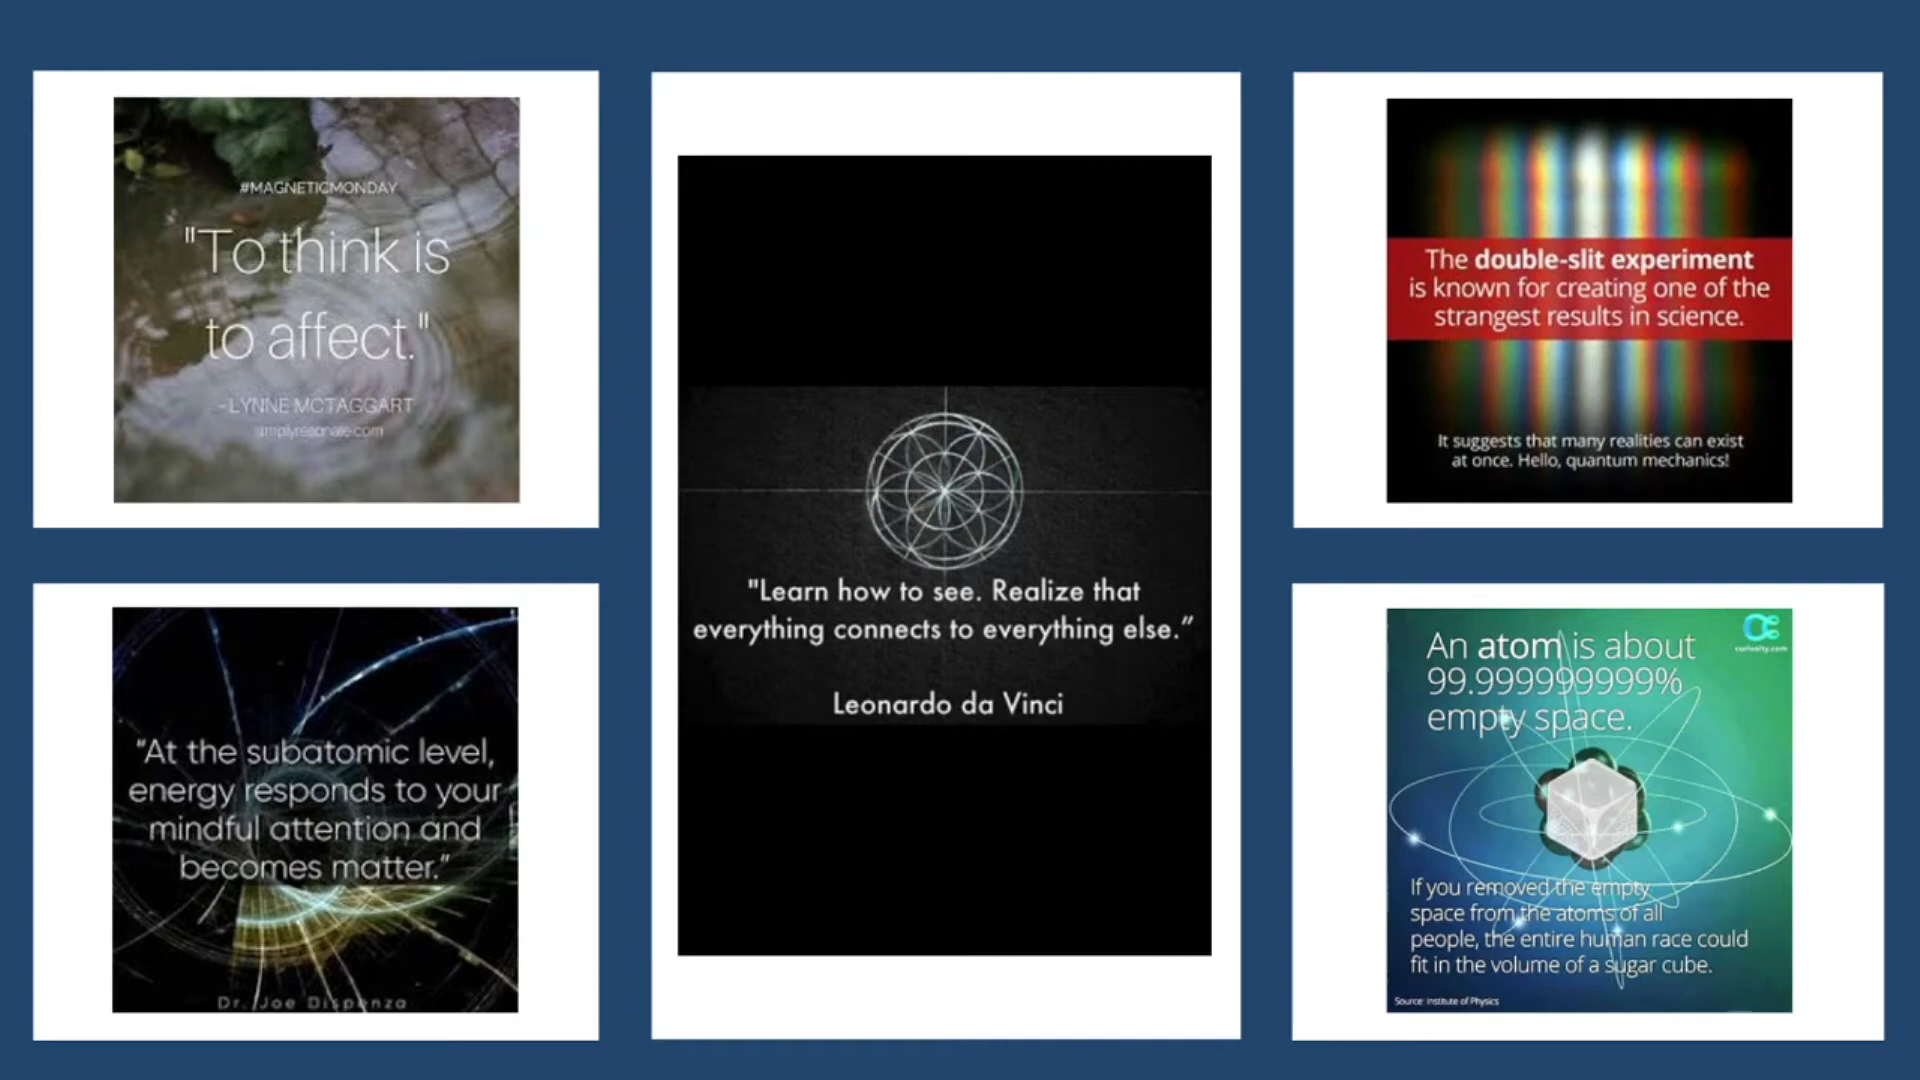 #MAGNETICMONDAY
"To think is
to affect."
-LYNNE MCTAGGART
simplyresonate.com
"At the subatomic level,
energy responds to your
mindful attention and
becomes matter."
Dr. Joe Dispenza
"Learn how to see. Realize that
everything connects to everything else."
Leonardo da Vinci
The double-slit experiment
is known for creating one of the
strangest results in science.
It suggests that many realities can exist
at once. Hello, quantum mechanics!
An atom is about
99.999999999%
empty space.
curiosity.com
If you removed the empty
space from the atoms of all
people, the entire human race could
fit in the volume of a sugar cube.
Source: Institute of Physics